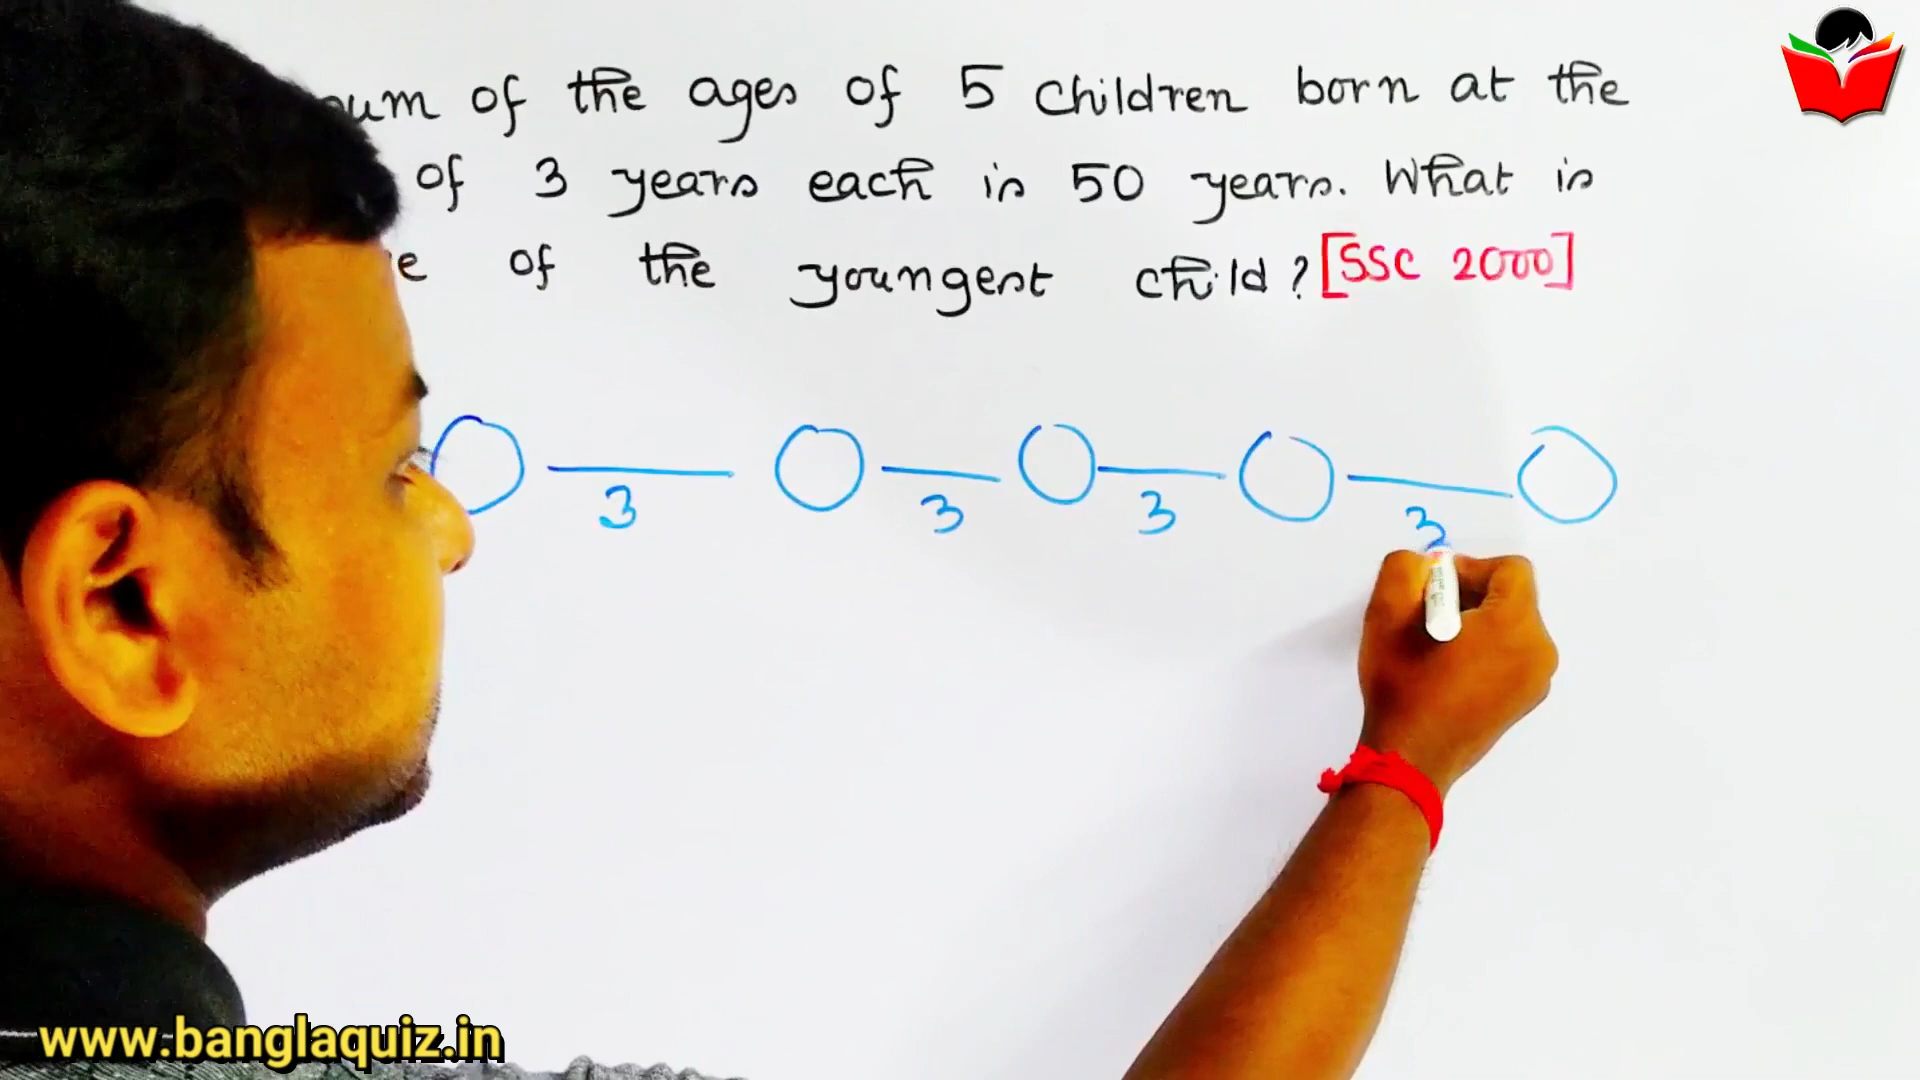 of the ages of 5 children born at the
of 3 years each is 50 years. What is
of the youngest child? [SSC 2000]
3 3 3 3
www.banglaquiz.in